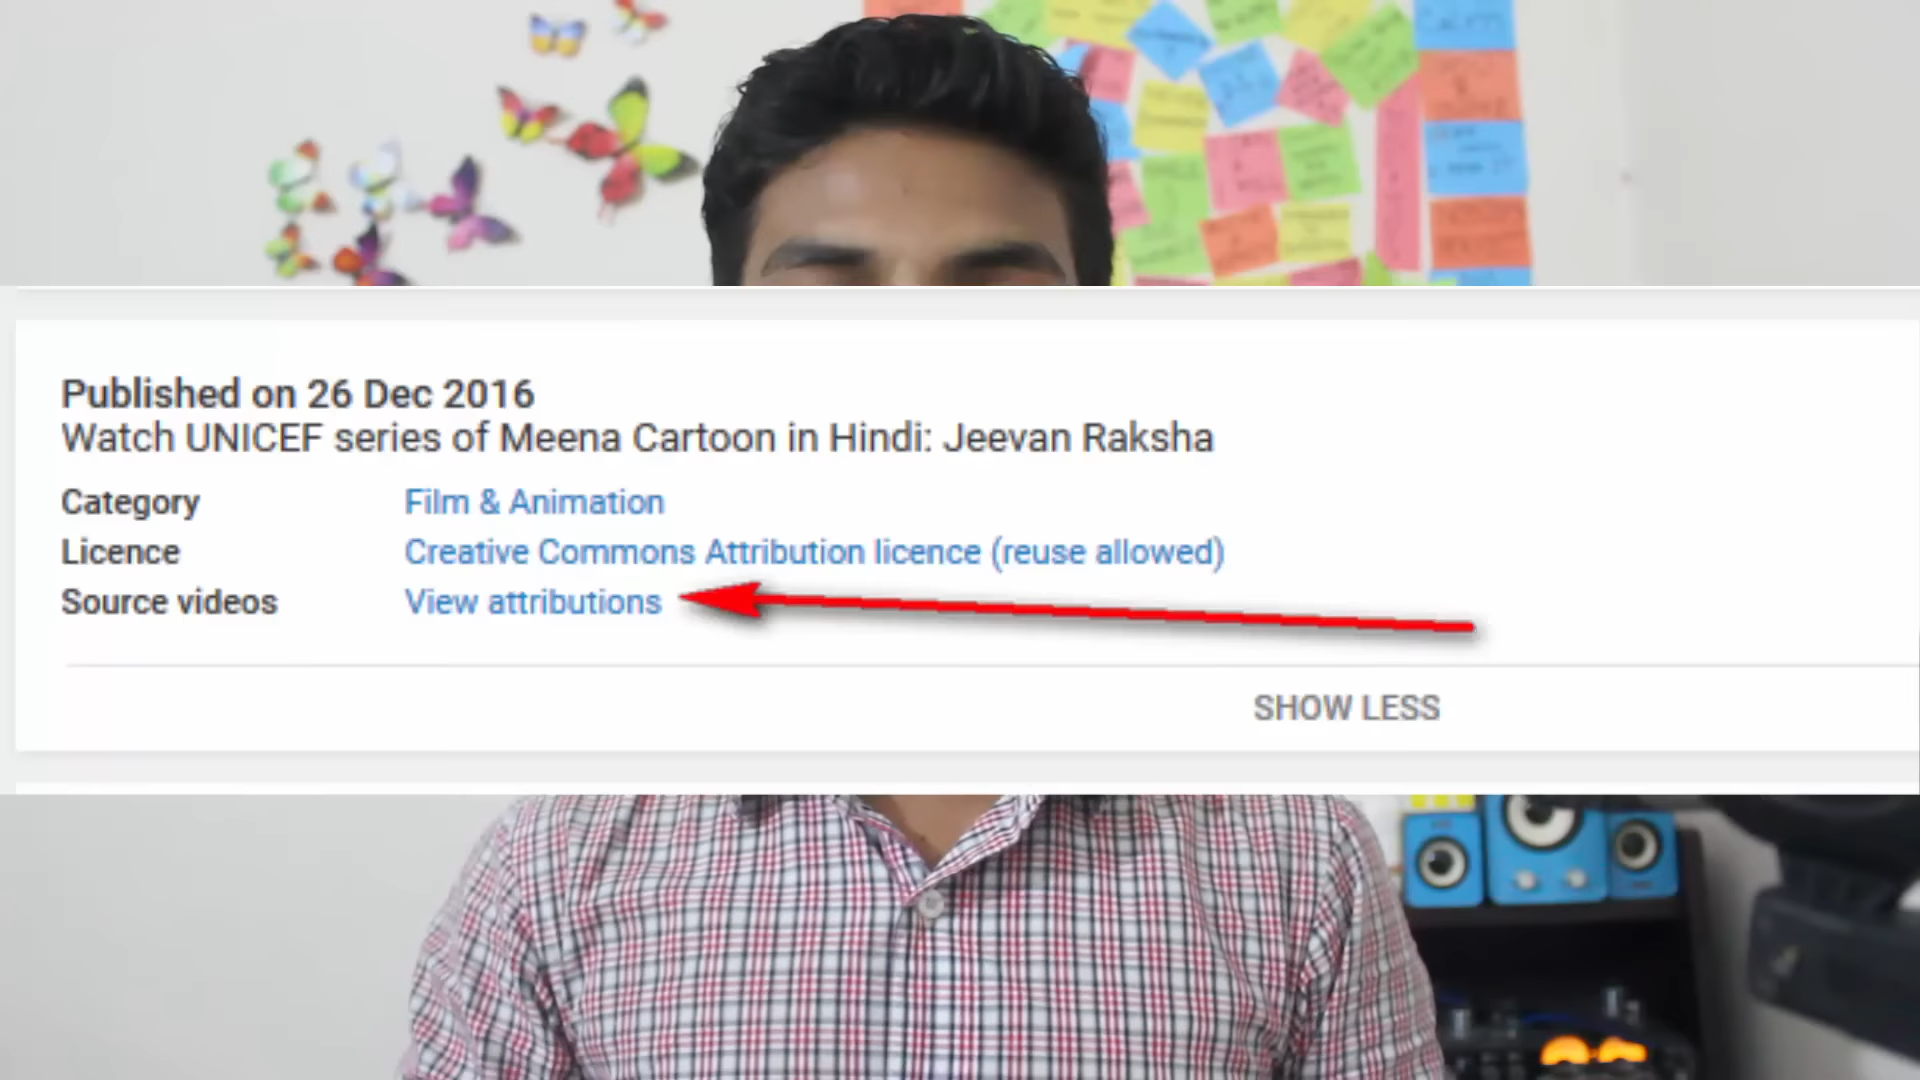 Published on 26 Dec 2016
Watch UNICEF series of Meena Cartoon in Hindi: Jeevan Raksha
Category Film & Animation
Licence Creative Commons Attribution licence (reuse allowed)
Source videos View attributions
SHOW LESS